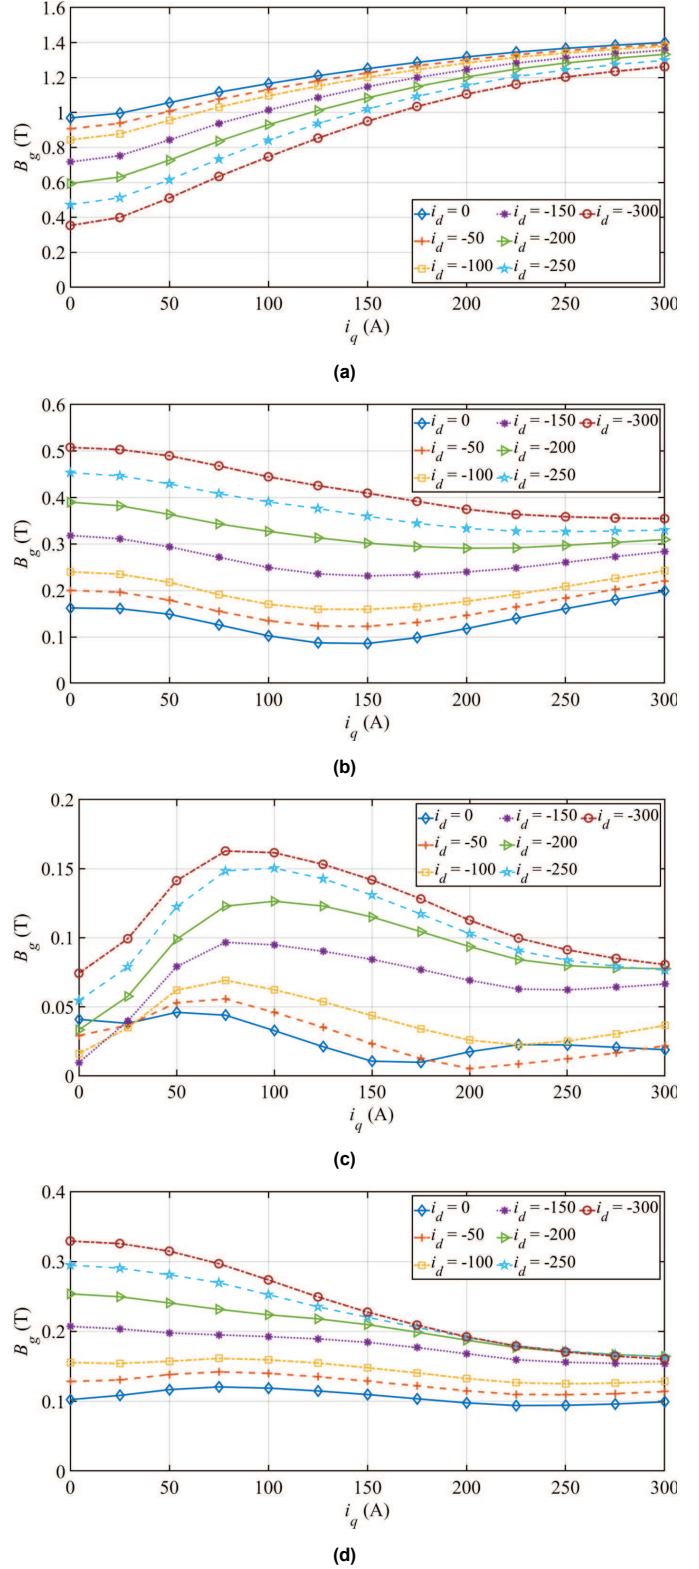 1.6
1.4
1.2
1
0.8
0.6
0.4
0.2
0
B_g (T)
i_d = 0 i_d = -150 i_d = -300
i_d = -50 i_d = -200
i_d = -100 i_d = -250
0 50 100 150 200 250 300
i_q (A)
(a)
0.6
0.5
0.4
0.3
0.2
0.1
0
B_g (T)
i_d = 0 i_d = -150 i_d = -300
i_d = -50 i_d = -200
i_d = -100 i_d = -250
0 50 100 150 200 250 300
i_q (A)
(b)
0.2
0.15
0.1
0.05
0
B_g (T)
i_d = 0 i_d = -150 i_d = -300
i_d = -50 i_d = -200
i_d = -100 i_d = -250
0 50 100 150 200 250 300
i_q (A)
(c)
0.4
0.3
0.2
0.1
0
B_g (T)
i_d = 0 i_d = -150 i_d = -300
i_d = -50 i_d = -200
i_d = -100 i_d = -250
0 50 100 150 200 250 300
i_q (A)
(d)